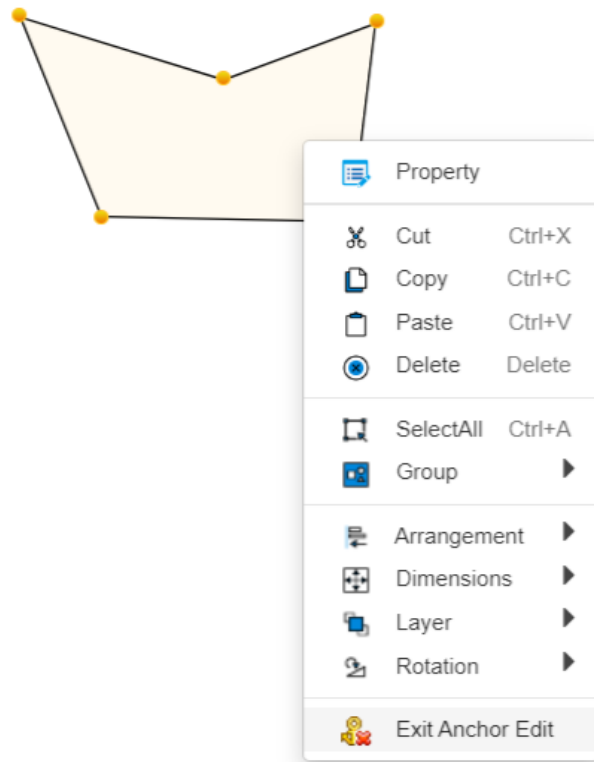 Property
Cut Ctrl+X
Copy Ctrl+C
Paste Ctrl+V
Delete Delete
SelectAll Ctrl+A
Group
Arrangement
Dimensions
Layer
Rotation
Exit Anchor Edit